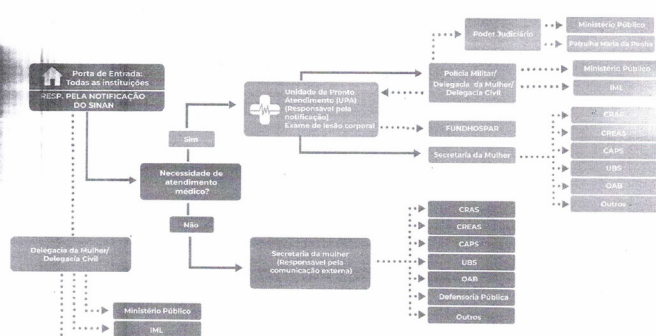 Porta de Entrada:
Todas as instituições
RESP. PELA NOTIFICAÇÃO
DO SINAN
Sim
Necessidade de
atendimento
médico?
Não
Delegacia da Mulher/
Delegacia Civil
Ministério Público
IML
Unidade de Pronto
Atendimento (UPA)
(Responsável pela
notificação)
Exame de lesão corporal
Secretaria da mulher
(Responsável pela
comunicação externa)
Poder Judiciário
Ministério Público
Patrulha Maria da Penha
Polícia Militar/
Delegacia da Mulher/
Delegacia Civil
Ministério Público
IML
FUNDHOSPAR
Secretaria da Mulher
CRAS
CREAS
CAPS
UBS
OAB
Outros
CRAS
CREAS
CAPS
UBS
OAB
Defensoria Pública
Outros